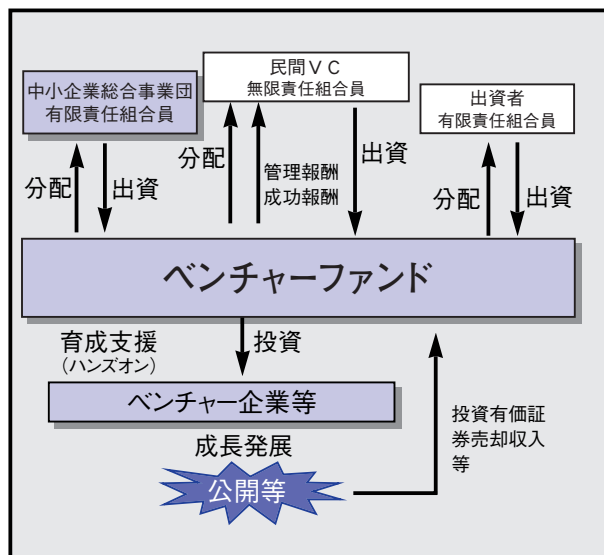 中小企業総合事業団
有限責任組合員
民間VC
無限責任組合員
出資者
有限責任組合員
分配
出資
分配
管理報酬
成功報酬
出資
分配
出資
ベンチャーファンド
育成支援
(ハンズオン)
投資
ベンチャー企業等
成長発展
公開等
投資有価証
券売却収入
等